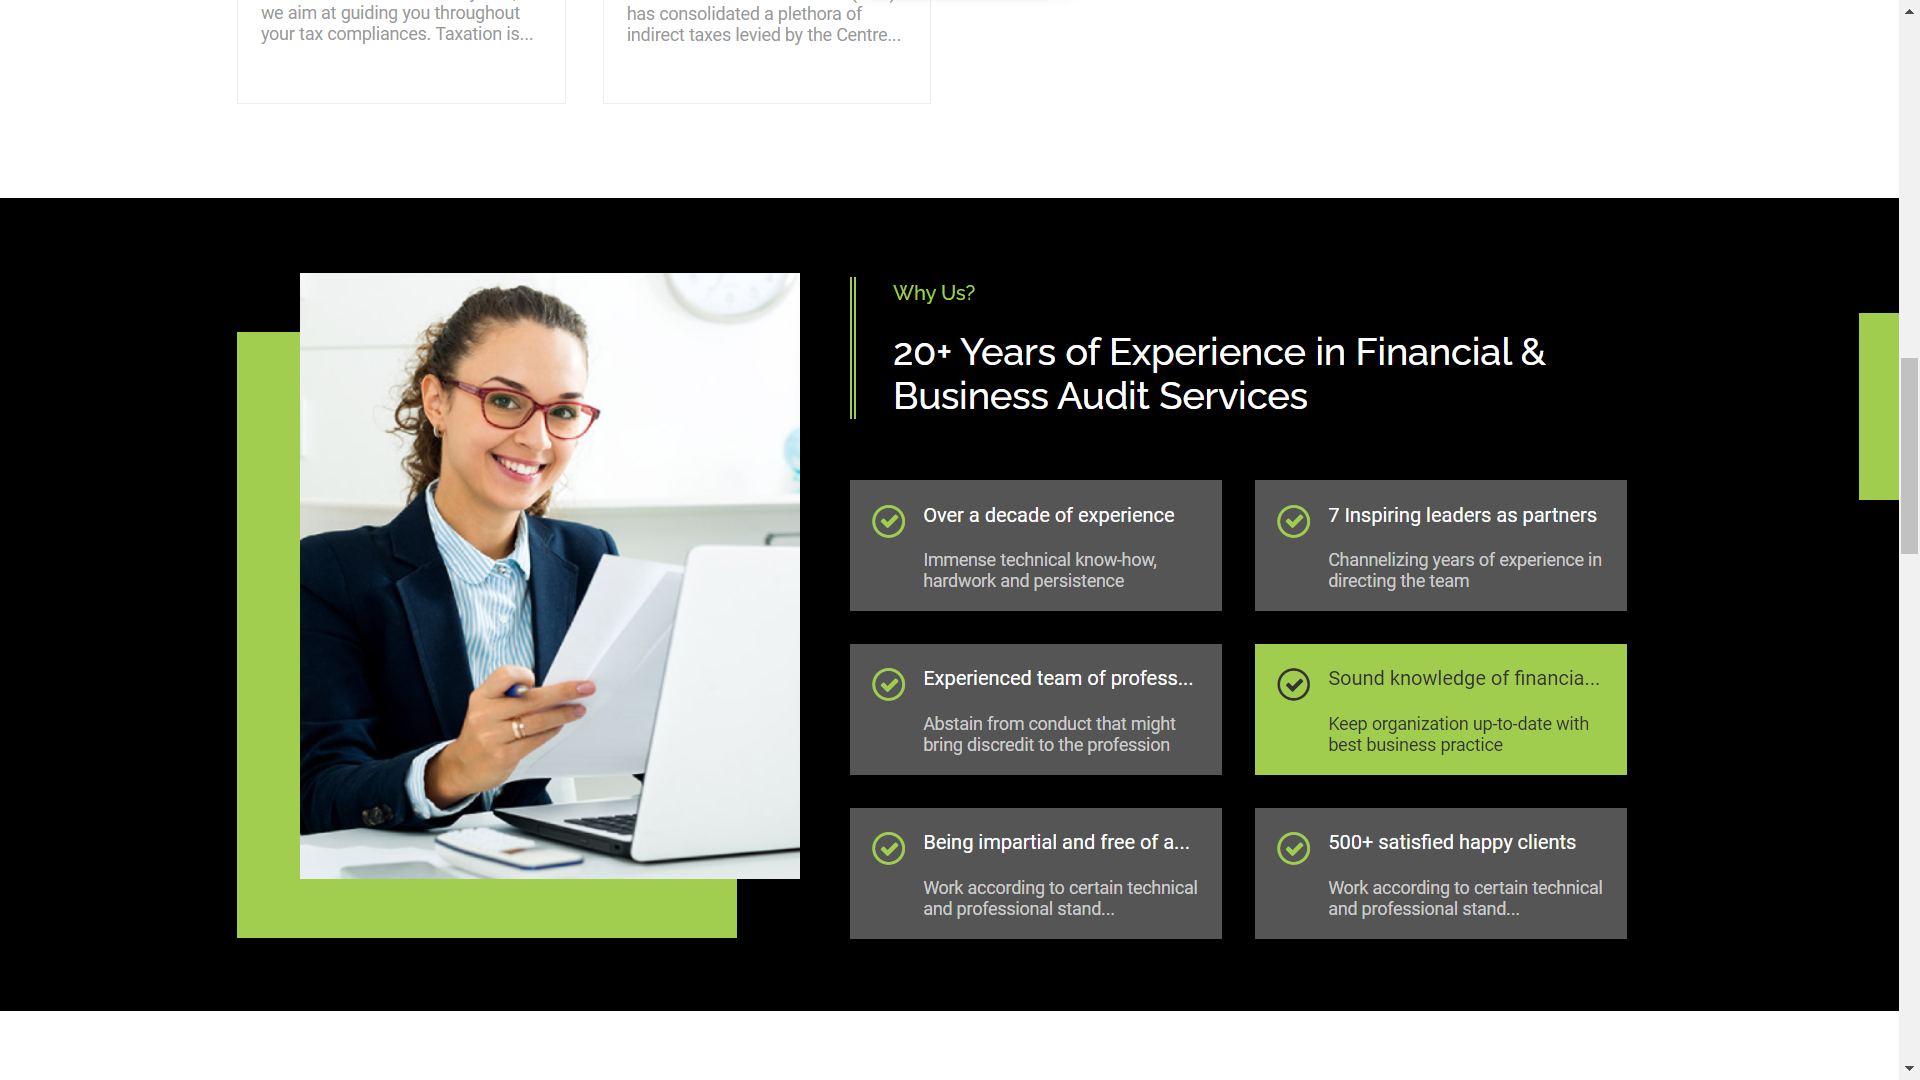 we aim at guiding you throughout
your tax compliances. Taxation is...
has consolidated a plethora of
indirect taxes levied by the Centre...
Why Us?
20+ Years of Experience in Financial &
Business Audit Services
Over a decade of experience
Immense technical know-how,
hardwork and persistence
7 Inspiring leaders as partners
Channelizing years of experience in
directing the team
Experienced team of profess...
Abstain from conduct that might
bring discredit to the profession
Sound knowledge of financia...
Keep organization up-to-date with
best business practice
Being impartial and free of a...
Work according to certain technical
and professional stand...
500+ satisfied happy clients
Work according to certain technical
and professional stand...